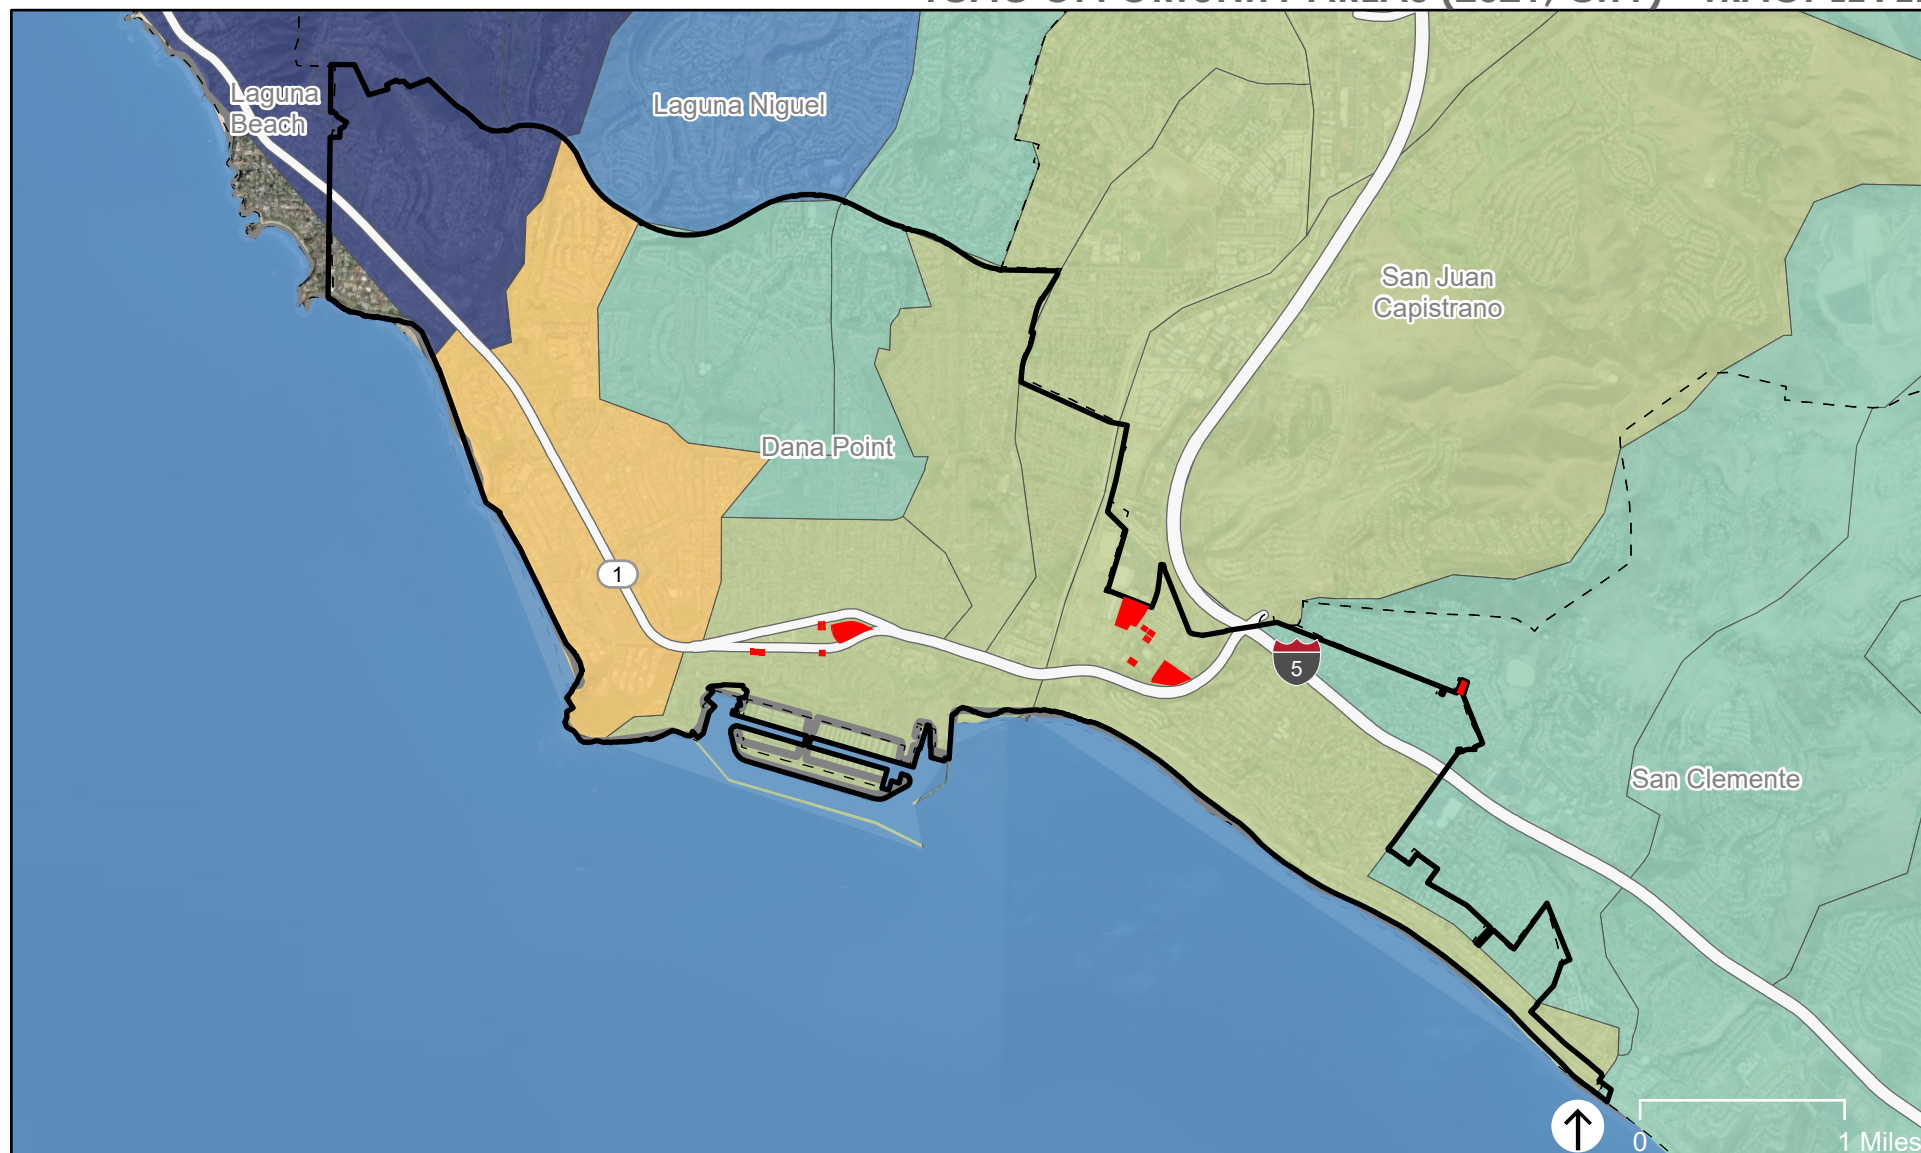 Laguna
Beach
Laguna Niguel
San Juan
Capistrano
Dana Point
1
5
San Clemente
0 1 Miles